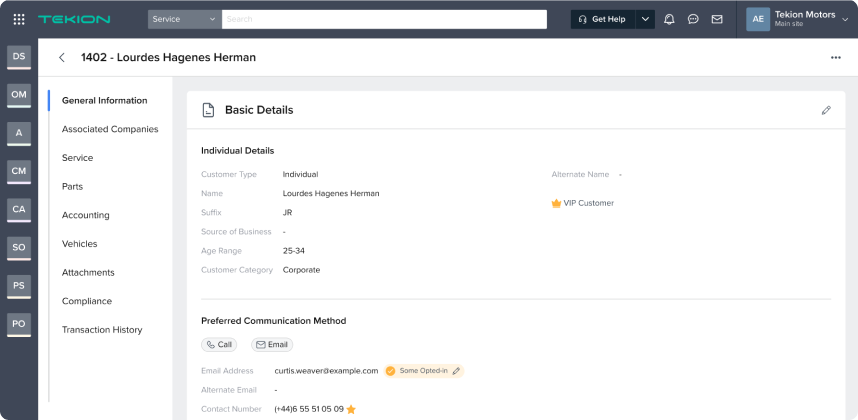 TEKION Service Search Get Help AE Tekion Motors
Main site
DS
OM
A
CM
CA
SO
PS
PO
1402 - Lourdes Hagenes Herman
General Information
Associated Companies
Service
Parts
Accounting
Vehicles
Attachments
Compliance
Transaction History
Basic Details
Individual Details
Customer Type Individual Alternate Name -
Name Lourdes Hagenes Herman
VIP Customer
Suffix JR
Source of Business -
Age Range 25-34
Customer Category Corporate
Preferred Communication Method
Call Email
Email Address curtis.weaver@example.com Some Opted-in
Alternate Email -
Contact Number (+44)6 55 51 05 09